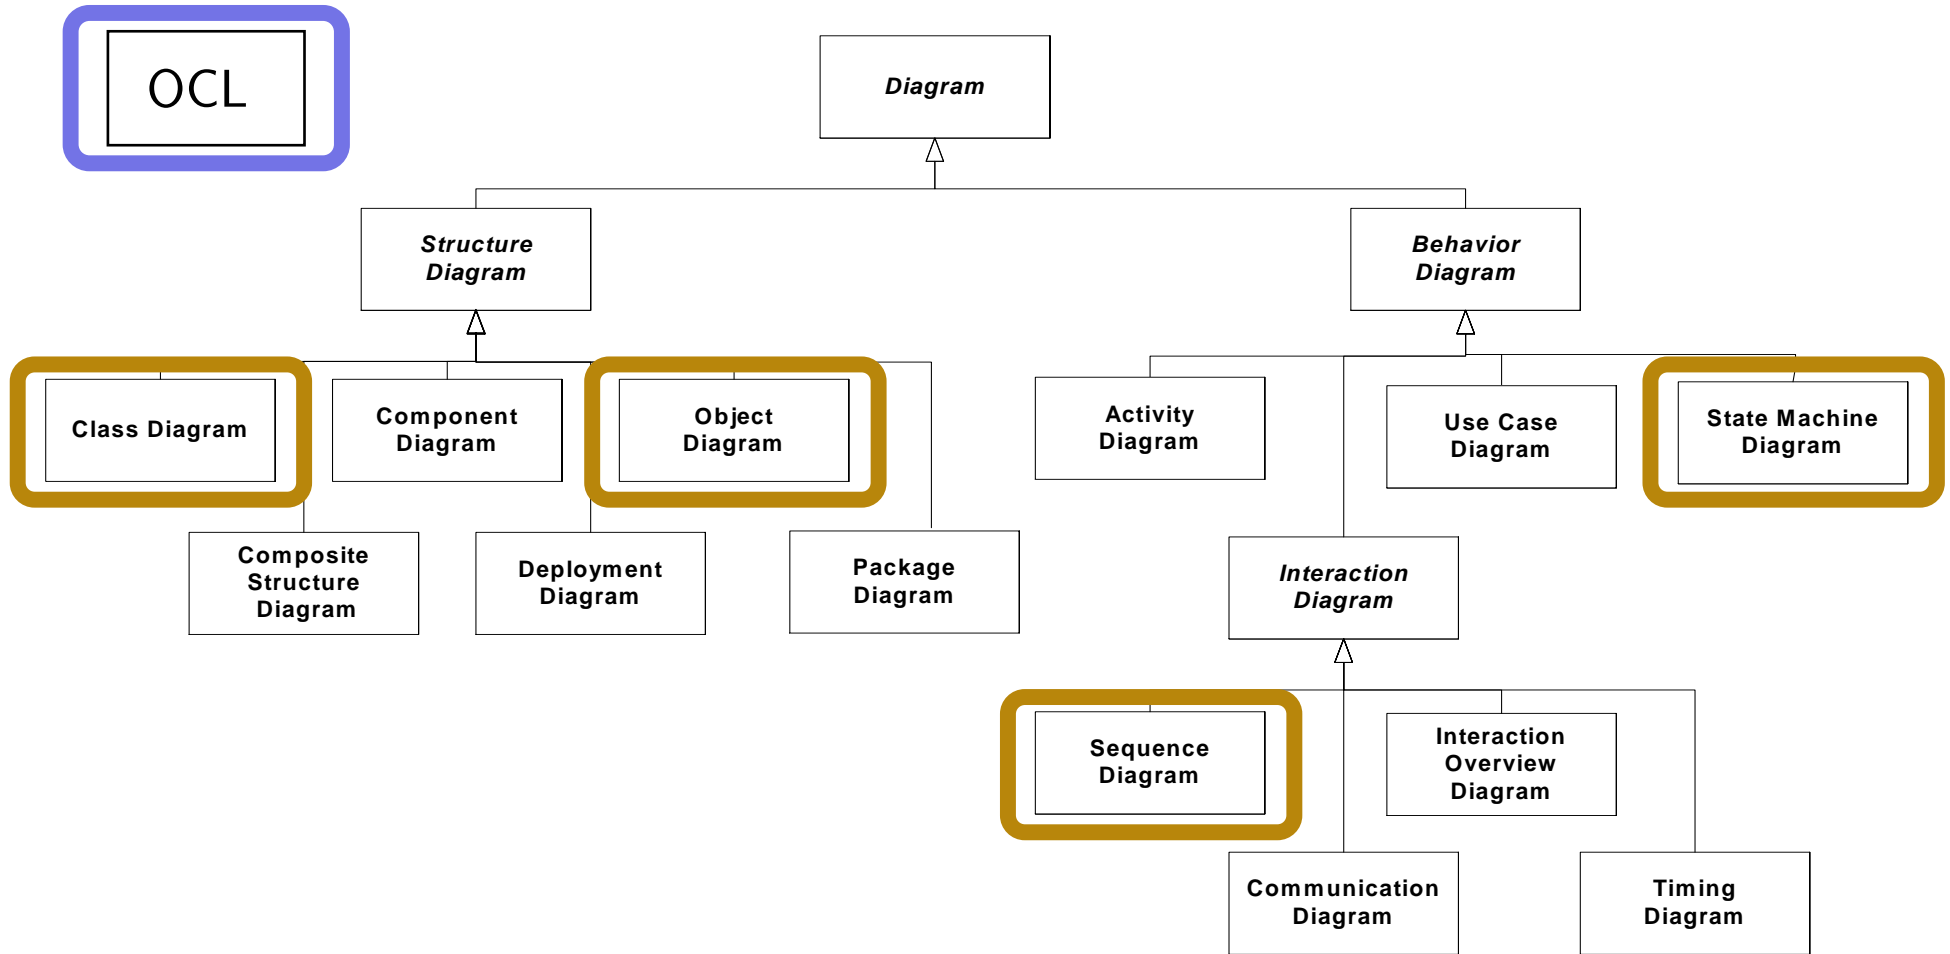 OCL
Diagram
Structure
Diagram
Behavior
Diagram
Class Diagram
Component
Diagram
Object
Diagram
Activity
Diagram
Use Case
Diagram
State Machine
Diagram
Composite
Structure
Diagram
Deployment
Diagram
Package
Diagram
Interaction
Diagram
Sequence
Diagram
Interaction
Overview
Diagram
Communication
Diagram
Timing
Diagram